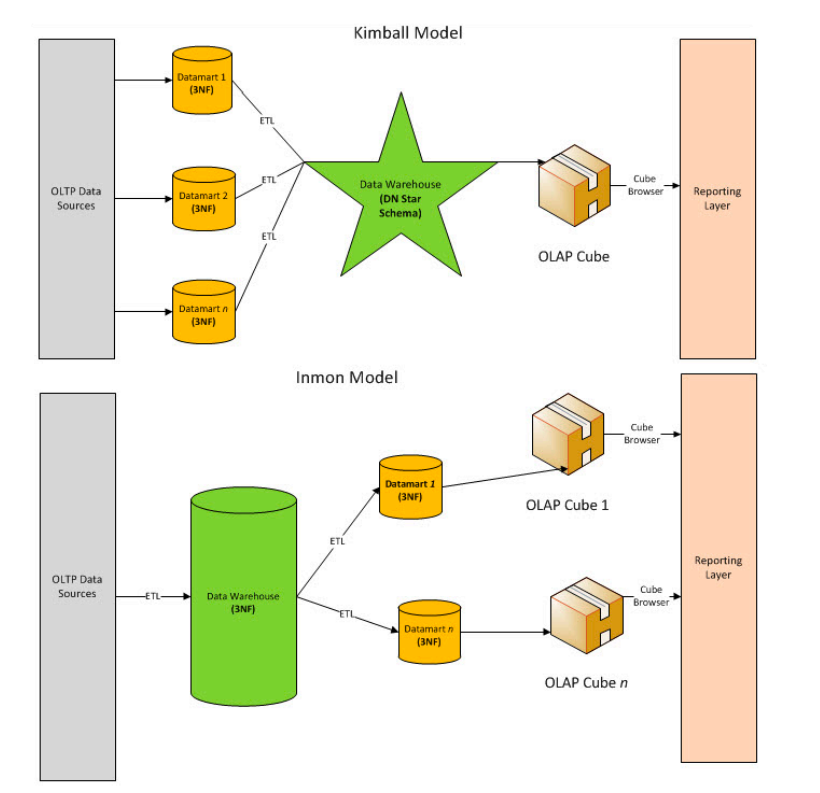 Kimball Model
OLTP Data
Sources
Datamart 1
(3NF)
ETL
Datamart 2
(3NF)
ETL
Datamart n
(3NF)
ETL
Data Warehouse
(DN Star
Schema)
OLAP Cube
Cube
Browser
Reporting
Layer
Inmon Model
OLTP Data
Sources
ETL
Data Warehouse
(3NF)
ETL
Datamart 1
(3NF)
OLAP Cube 1
Cube
Browser
ETL
Datamart n
(3NF)
OLAP Cube n
Cube
Browser
Reporting
Layer